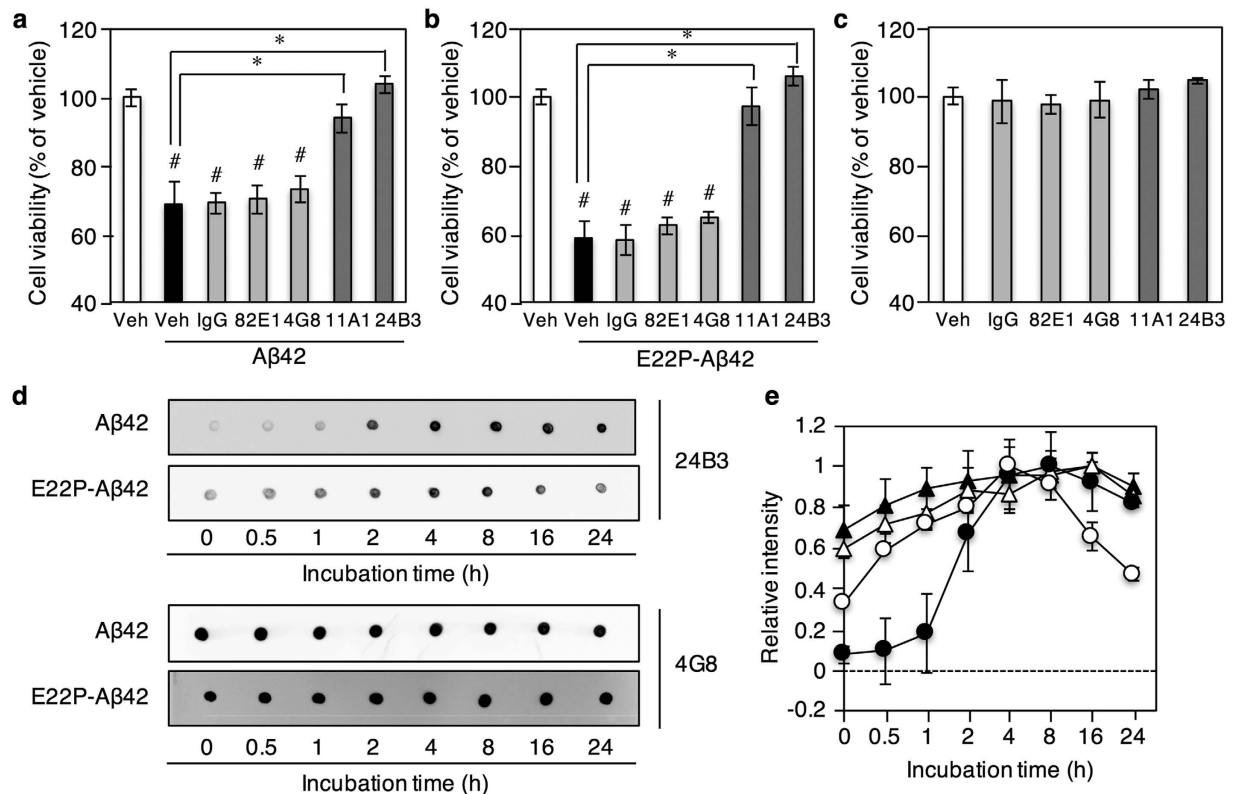 a
120
100
80
60
40
Cell viability (% of vehicle)
*
*
# # # #
Veh Veh IgG 82E1 4G8 11A1 24B3
Aβ42
b
120
100
80
60
40
Cell viability (% of vehicle)
*
*
# # # #
Veh Veh IgG 82E1 4G8 11A1 24B3
E22P-Aβ42
c
120
100
80
60
40
Cell viability (% of vehicle)
Veh IgG 82E1 4G8 11A1 24B3
d
Aβ42
E22P-Aβ42
24B3
0 0.5 1 2 4 8 16 24
Incubation time (h)
Aβ42
E22P-Aβ42
4G8
0 0.5 1 2 4 8 16 24
Incubation time (h)
e
1.2
1
0.8
0.6
0.4
0.2
0
-0.2
Relative intensity
0 0.5 1 2 4 8 16 24
Incubation time (h)